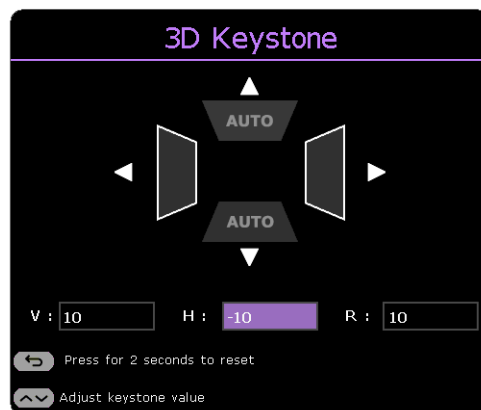 3D Keystone
AUTO
AUTO
V : 10 H : -10 R : 10
Press for 2 seconds to reset
Adjust keystone value